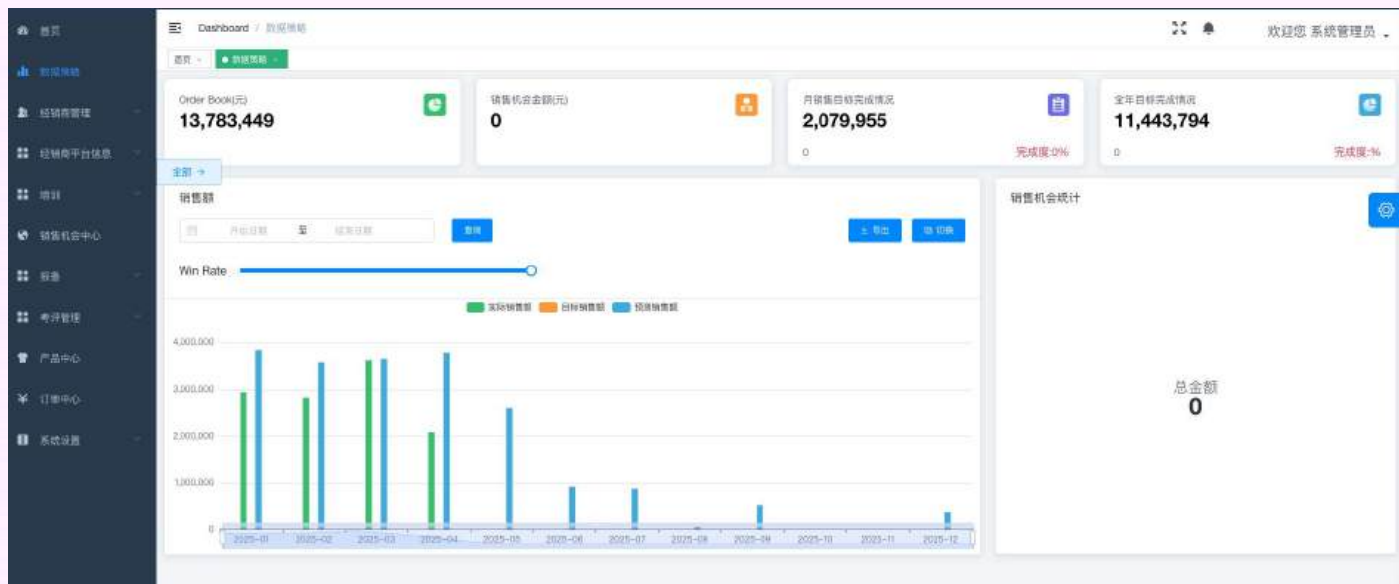 首页
数据策略
经销商管理
经销商平台信息
培训
销售机会中心
报备
考评管理
产品中心
订单中心
系统设置
Dashboard / 数据策略
欢迎您 系统管理员
首页
数据策略
Order Book(元)
13,783,449
销售机会金额(元)
0
月销售目标完成情况
2,079,955
0
完成度:0%
全年目标完成情况
11,443,794
0
完成度:%
全部
销售额
开始日期 至 结束日期
查询
导出
切换
Win Rate
实际销售额 目标销售额 预测销售额
4,000,000
3,000,000
2,000,000
1,000,000
0
2025-01 2025-02 2025-03 2025-04 2025-05 2025-06 2025-07 2025-08 2025-09 2025-10 2025-11 2025-12
销售机会统计
总金额
0